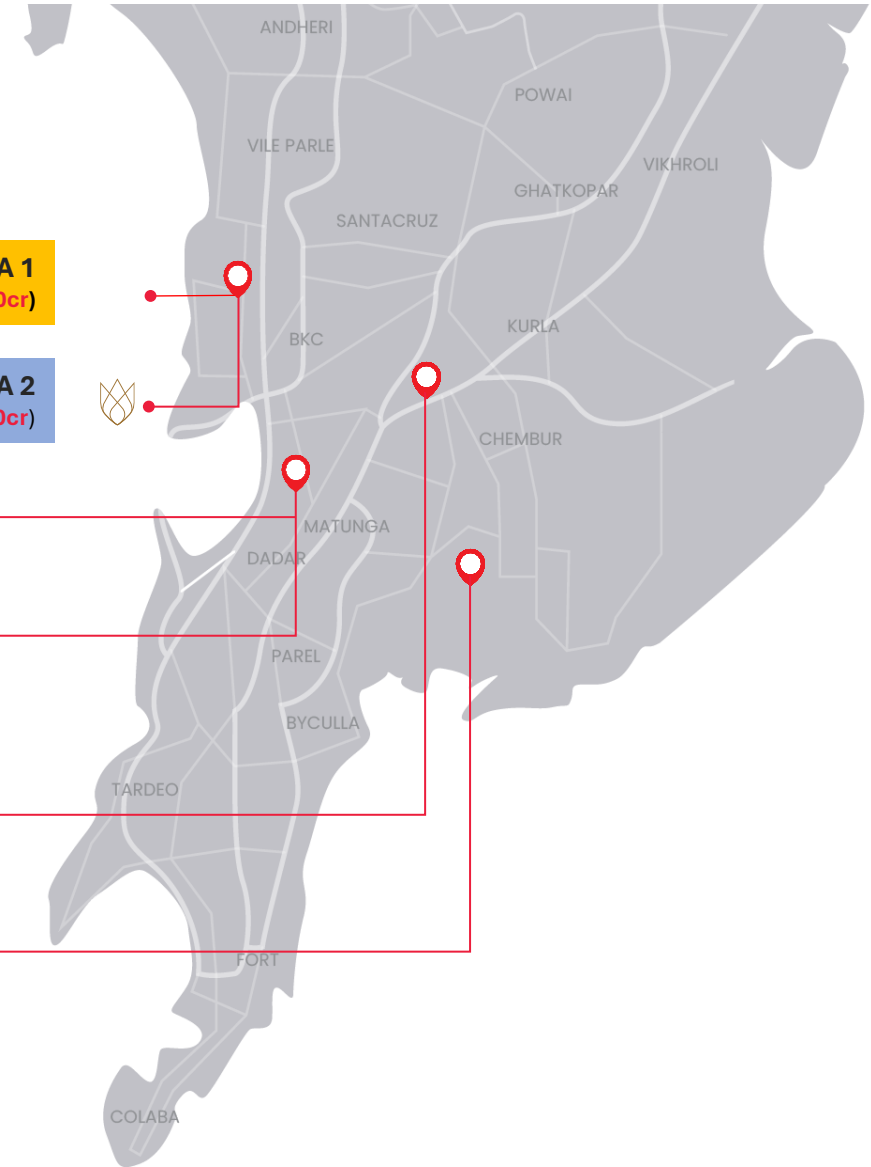 ANDHERI
POWAI
VILE PARLE
VIKHROLI
GHATKOPAR
SANTACRUZ
A 1
0cr)
KURLA
BKC
A 2
0cr)
CHEMBUR
MATUNGA
DADAR
PAREL
BYCULLA
TARDEO
FORT
COLABA